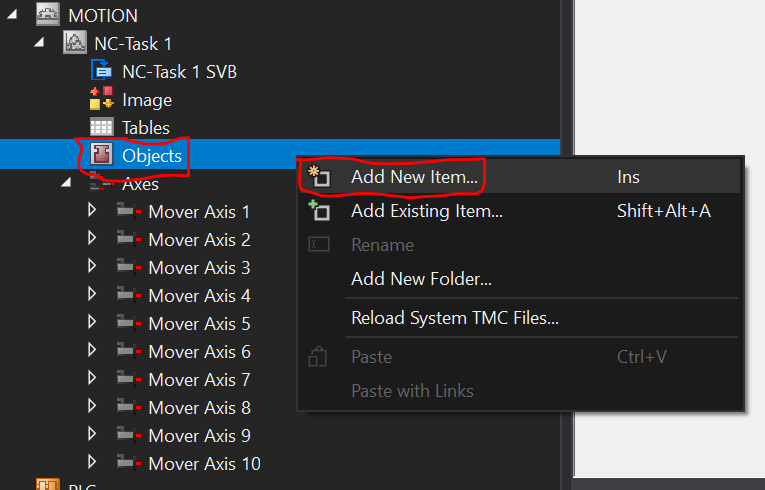 MOTION
NC-Task 1
NC-Task 1 SVB
Image
Tables
Objects
Axes
Mover Axis 1
Mover Axis 2
Mover Axis 3
Mover Axis 4
Mover Axis 5
Mover Axis 6
Mover Axis 7
Mover Axis 8
Mover Axis 9
Mover Axis 10
Add New Item... Ins
Add Existing Item... Shift+Alt+A
Rename
Add New Folder...
Reload System TMC Files...
Paste Ctrl+V
Paste with Links